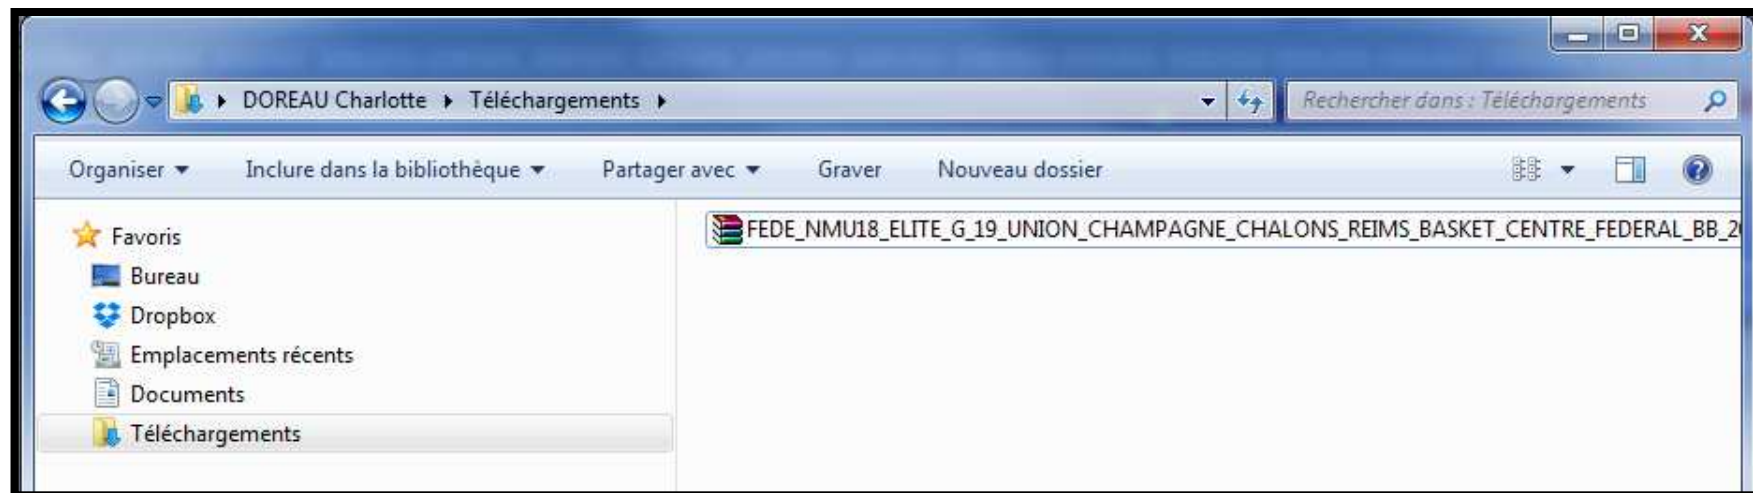 DOREAU Charlotte Téléchargements
Rechercher dans : Téléchargements
Organiser Inclure dans la bibliothèque Partager avec Graver Nouveau dossier
Favoris
FEDE_NMU18_ELITE_G_19_UNION_CHAMPAGNE_CHALONS_REIMS_BASKET_CENTRE_FEDERAL_BB_2
Bureau
Dropbox
Emplacements récents
Documents
Téléchargements